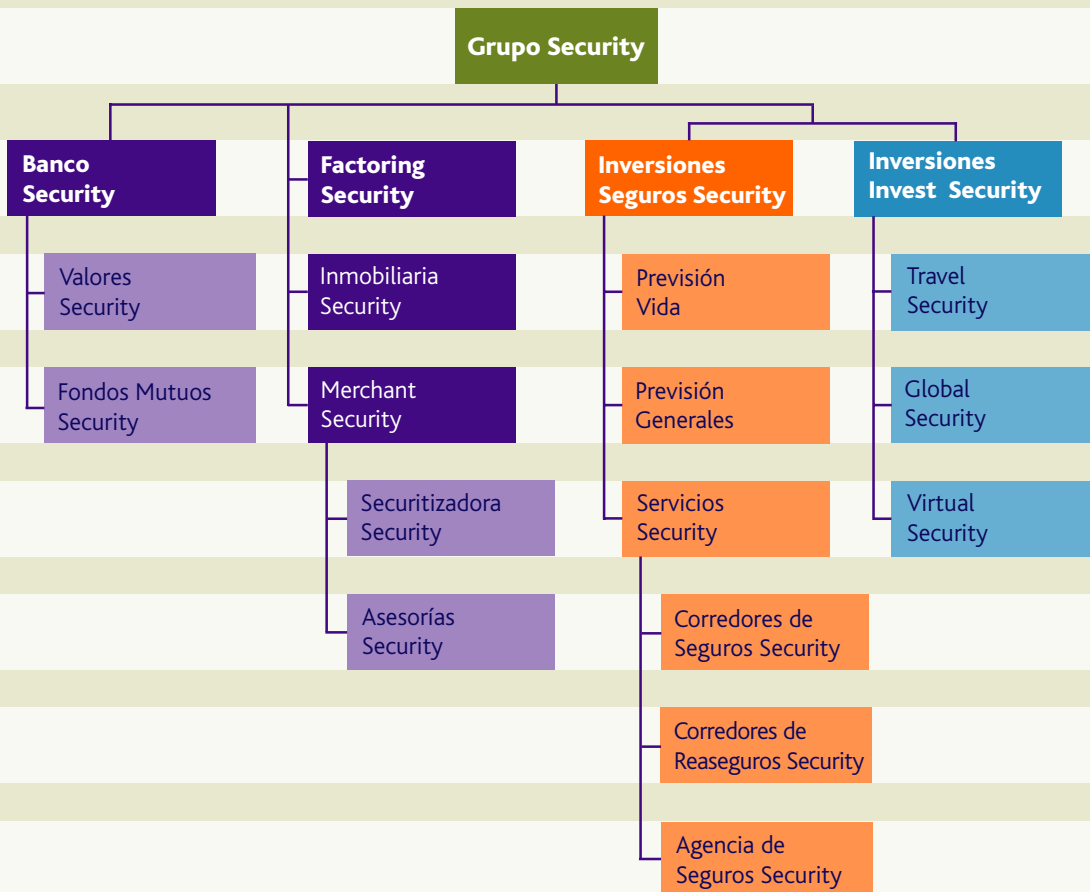 Grupo Security
Banco
Security
Valores
Security
Fondos Mutuos
Security
Factoring
Security
Inmobiliaria
Security
Merchant
Security
Securitizadora
Security
Asesorías
Security
Inversiones
Seguros Security
Previsión
Vida
Previsión
Generales
Servicios
Security
Corredores de
Seguros Security
Corredores de
Reaseguros Security
Agencia de
Seguros Security
Inversiones
Invest Security
Travel
Security
Global
Security
Virtual
Security